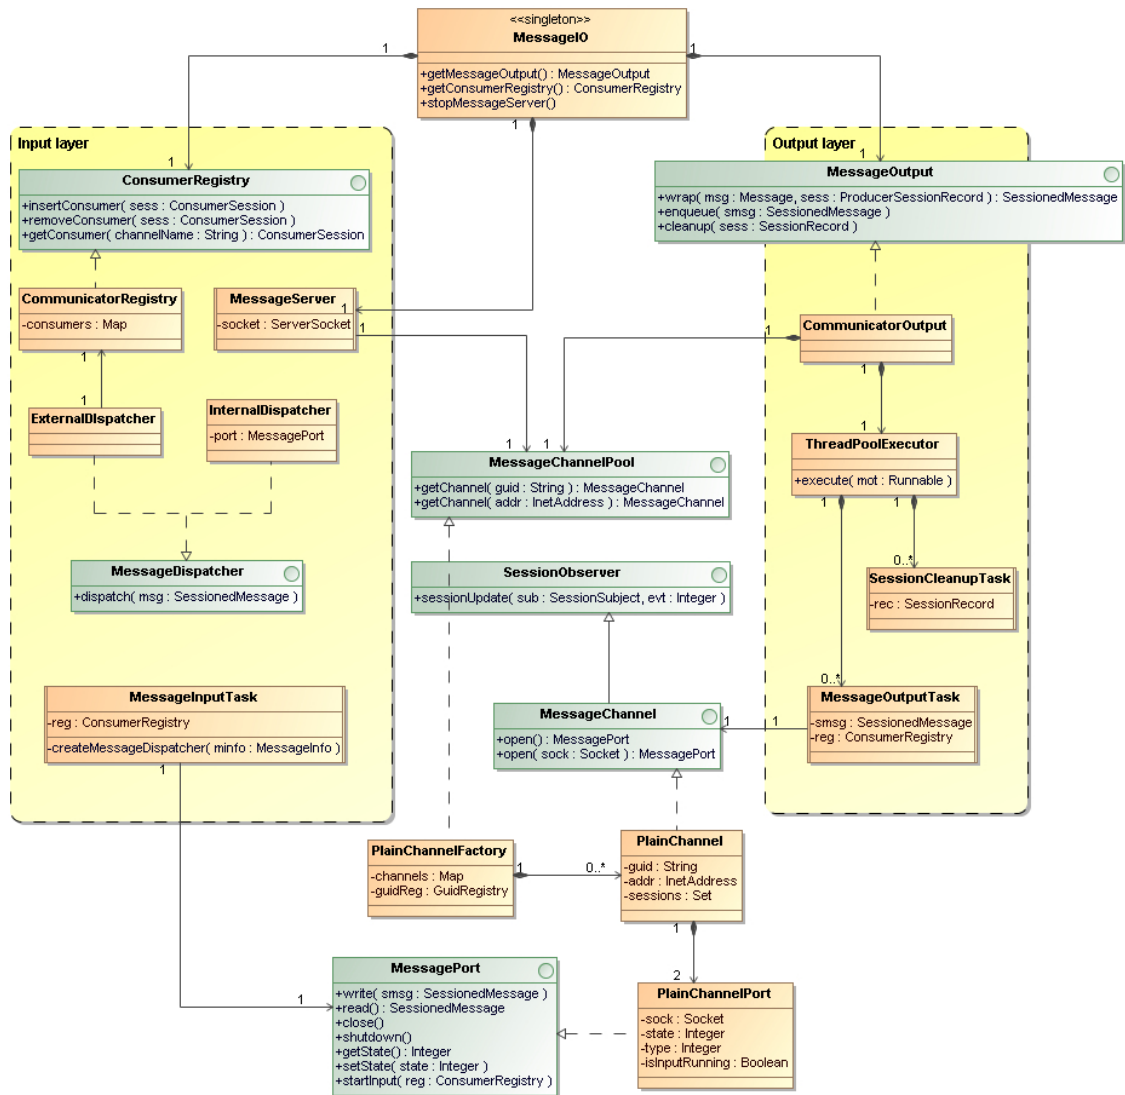 <<singleton>>
MessageIO
+getMessageOutput() : MessageOutput
+getConsumerRegistry() : ConsumerRegistry
+stopMessageServer()
1
1
1
Input layer
1
ConsumerRegistry
+insertConsumer( sess : ConsumerSession )
+removeConsumer( sess : ConsumerSession )
+getConsumer( channelName : String ) : ConsumerSession
Output layer
1
MessageOutput
+wrap( msg : Message, sess : ProducerSessionRecord ) : SessionedMessage
+enqueue( smsg : SessionedMessage )
+cleanup( sess : SessionRecord )
CommunicatorRegistry
-consumers : Map
1
1
MessageServer
-socket : ServerSocket
1
1
CommunicatorOutput
1
1
1
ExternalDIspatcher
InternalDispatcher
-port : MessagePort
1
1
MessageChannelPool
+getChannel( guid : String ) : MessageChannel
+getChannel( addr : InetAddress ) : MessageChannel
ThreadPoolExecutor
+execute( mot : Runnable )
1
1
MessageDispatcher
+dispatch( msg : SessionedMessage )
SessionObserver
+sessionUpdate( sub : SessionSubject, evt : Integer )
0..*
SessionCleanupTask
-rec : SessionRecord
0..*
MessageInputTask
-reg : ConsumerRegistry
-createMessageDispatcher( minfo : MessageInfo )
1
MessageChannel
+open() : MessagePort
+open( sock : Socket ) : MessagePort
1
1
MessageOutputTask
-smsg : SessionedMessage
-reg : ConsumerRegistry
PlainChannelFactory
-channels : Map
-guidReg : GuidRegistry
1
0..*
PlainChannel
-guid : String
-addr : InetAddress
-sessions : Set
1
2
MessagePort
+write( smsg : SessionedMessage )
+read() : SessionedMessage
+close()
+shutdown()
+getState() : Integer
+setState( state : Integer )
+startInput( reg : ConsumerRegistry )
1
PlainChannelPort
-sock : Socket
-state : Integer
-type : Integer
-isInputRunning : Boolean